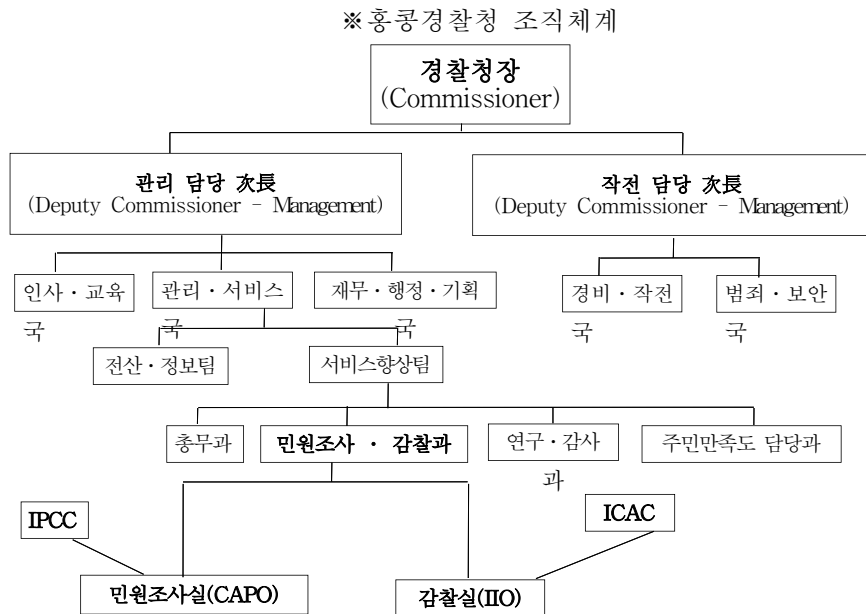 ※홍콩경찰청 조직체계
경찰청장
(Commissioner)
관리 담당 次長
(Deputy Commissioner - Management)
작전 담당 次長
(Deputy Commissioner - Management)
인사・교육
국
관리・서비스
국
재무・행정・기획
국
경비・작전
국
범죄・보안
국
전산・정보팀
서비스향상팀
총무과
민원조사 ・ 감찰과
연구・감사
과
주민만족도 담당과
IPCC
ICAC
민원조사실(CAPO)
감찰실(IIO)